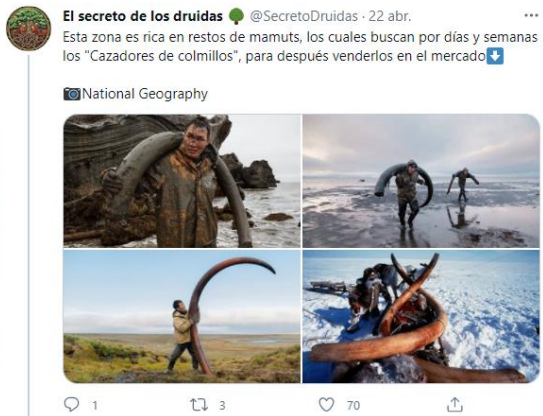 El secreto de los druidas 🌳 @SecretoDruidas · 22 abr.
Esta zona es rica en restos de mamuts, los cuales buscan por días y semanas
los "Cazadores de colmillos", para después venderlos en el mercado⬇️
📷National Geography
1 3 70